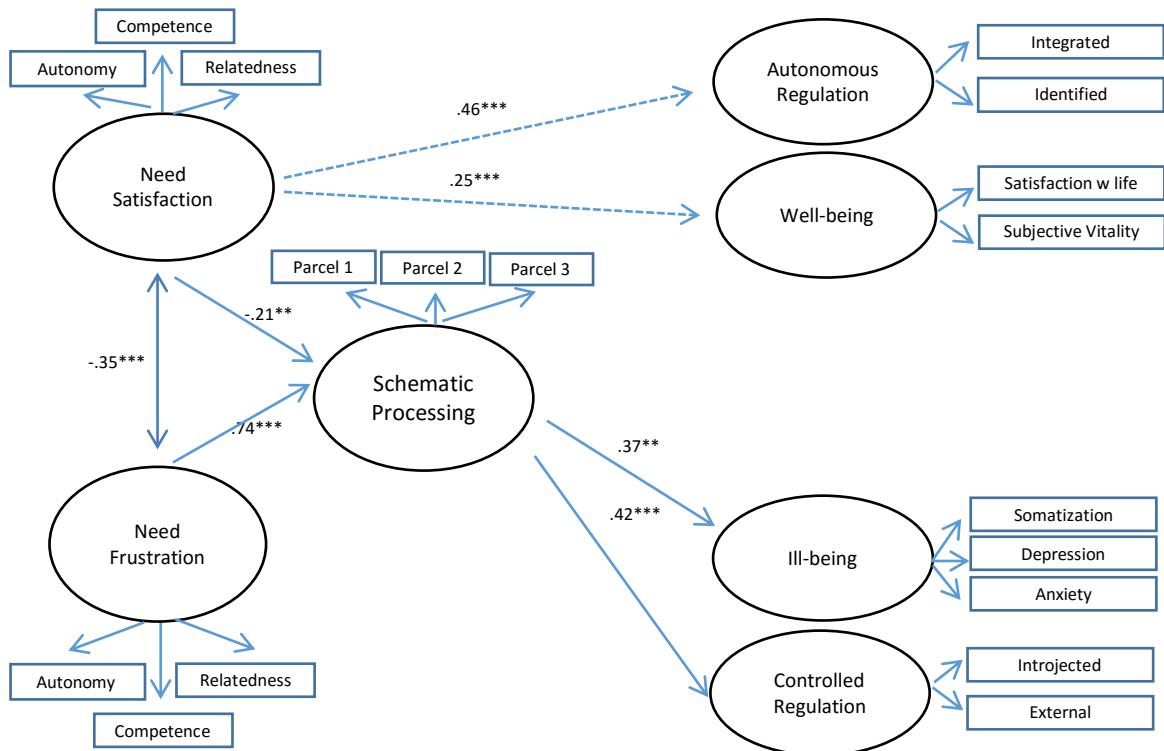 Competence
Autonomy
Relatedness
Need
Satisfaction
.46***
.25***
Autonomous
Regulation
Integrated
Identified
Well-being
Satisfaction w life
Subjective Vitality
Parcel 1
Parcel 2
Parcel 3
-.21**
-.35***
Schematic
Processing
.74***
.37**
.42***
Need
Frustration
Autonomy
Relatedness
Competence
Ill-being
Somatization
Depression
Anxiety
Controlled
Regulation
Introjected
External